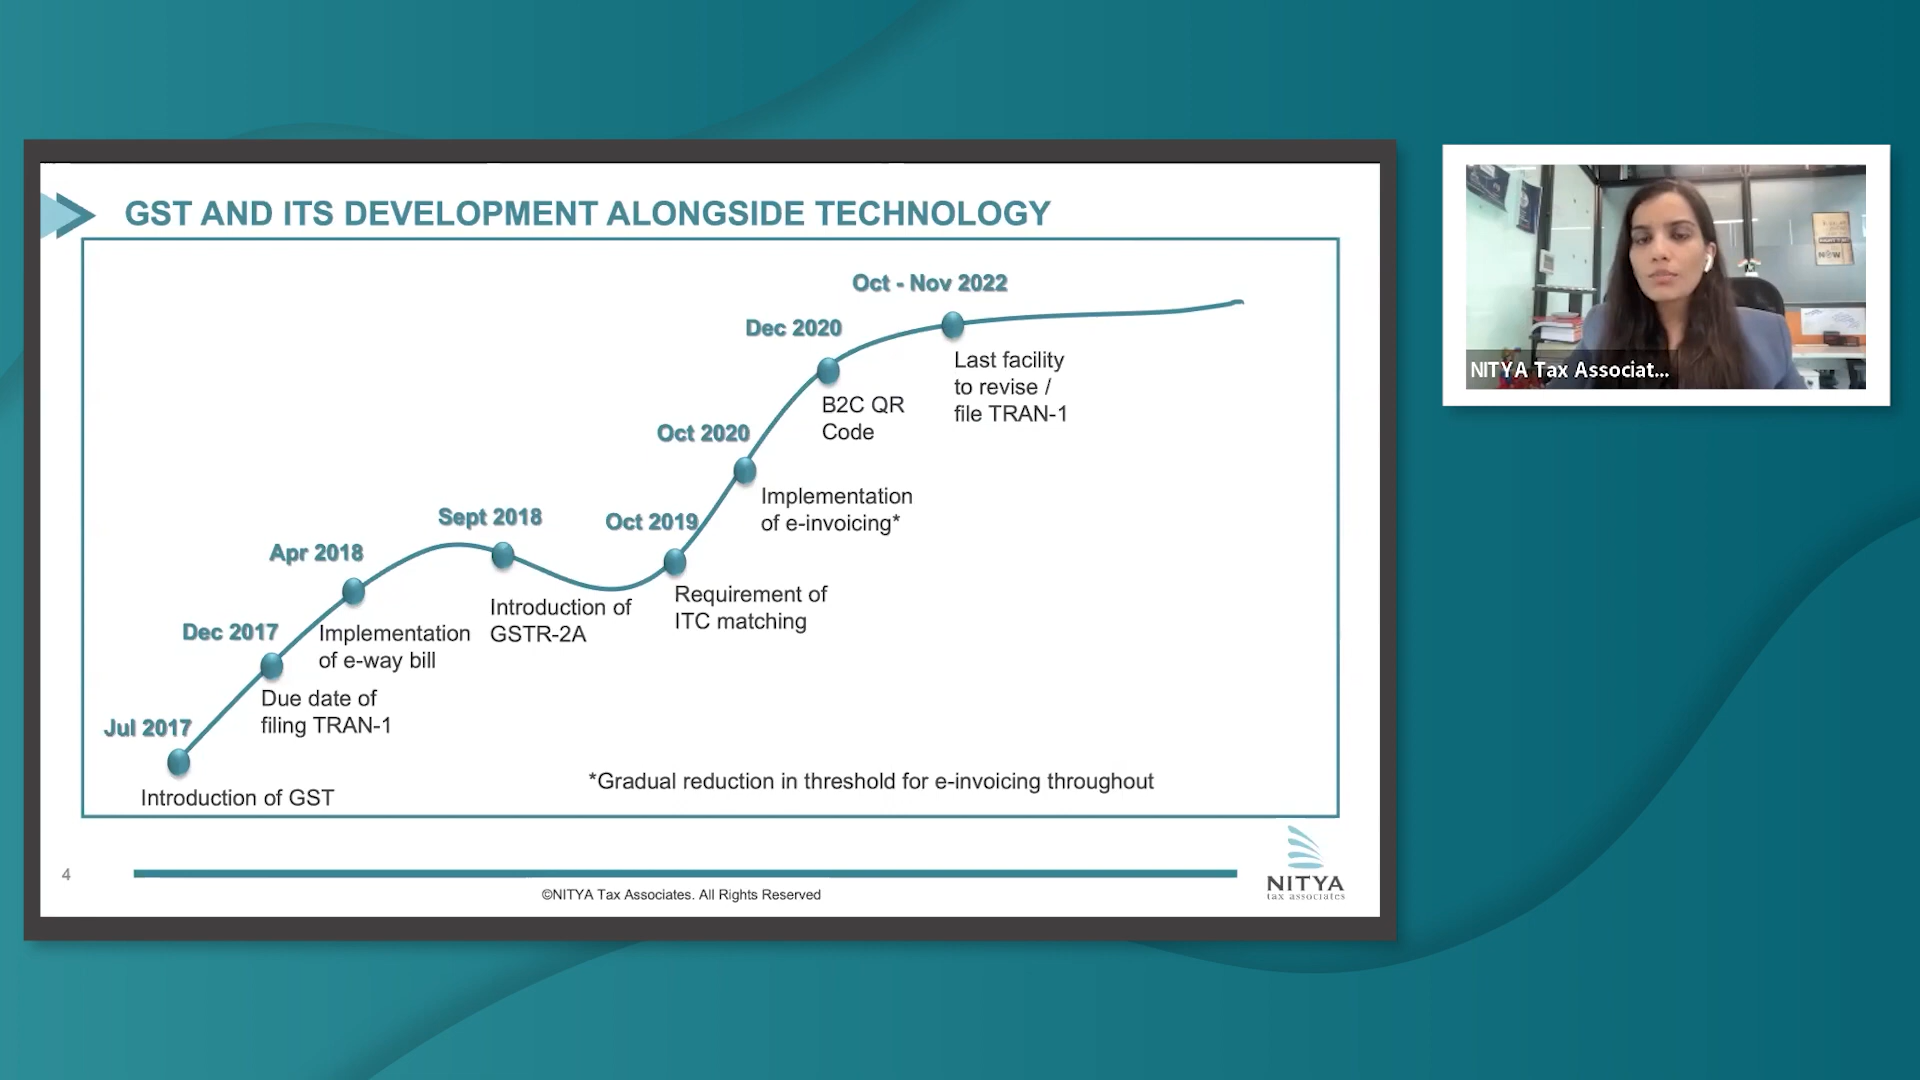 GST AND ITS DEVELOPMENT ALONGSIDE TECHNOLOGY
Oct - Nov 2022
Last facility
to revise /
file TRAN-1
Dec 2020
B2C QR
Code
Oct 2020
Implementation
of e-invoicing*
Oct 2019
Requirement of
ITC matching
Sept 2018
Introduction of
GSTR-2A
Apr 2018
Implementation
of e-way bill
Dec 2017
Due date of
filing TRAN-1
Jul 2017
Introduction of GST
*Gradual reduction in threshold for e-invoicing throughout
4
©NITYA Tax Associates. All Rights Reserved
NITYA
tax associates
NITYA Tax Associat...